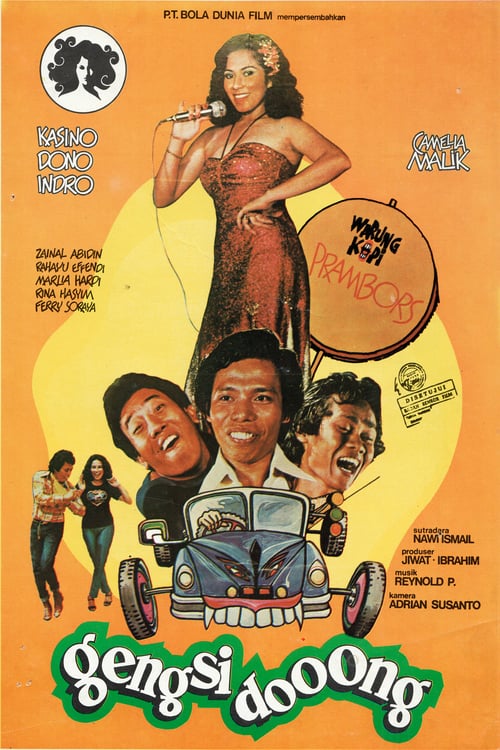 P.T. BOLA DUNIA FILM mempersembahkan
KASINO
DONO
INDRO
CAMELIA
MALIK
ZAINAL ABIDIN
RAHAYU EFFENDI
MARLIA HARDI
RINA HASYIM
FERRY SORAYA
WARUNG
KOPI
PRAMBORS
DISETUJUI
sutradara
NAWI ISMAIL
produser
JIWAT · IBRAHIM
musik
REYNOLD P.
kamera
ADRIAN SUSANTO
gengsi dooong